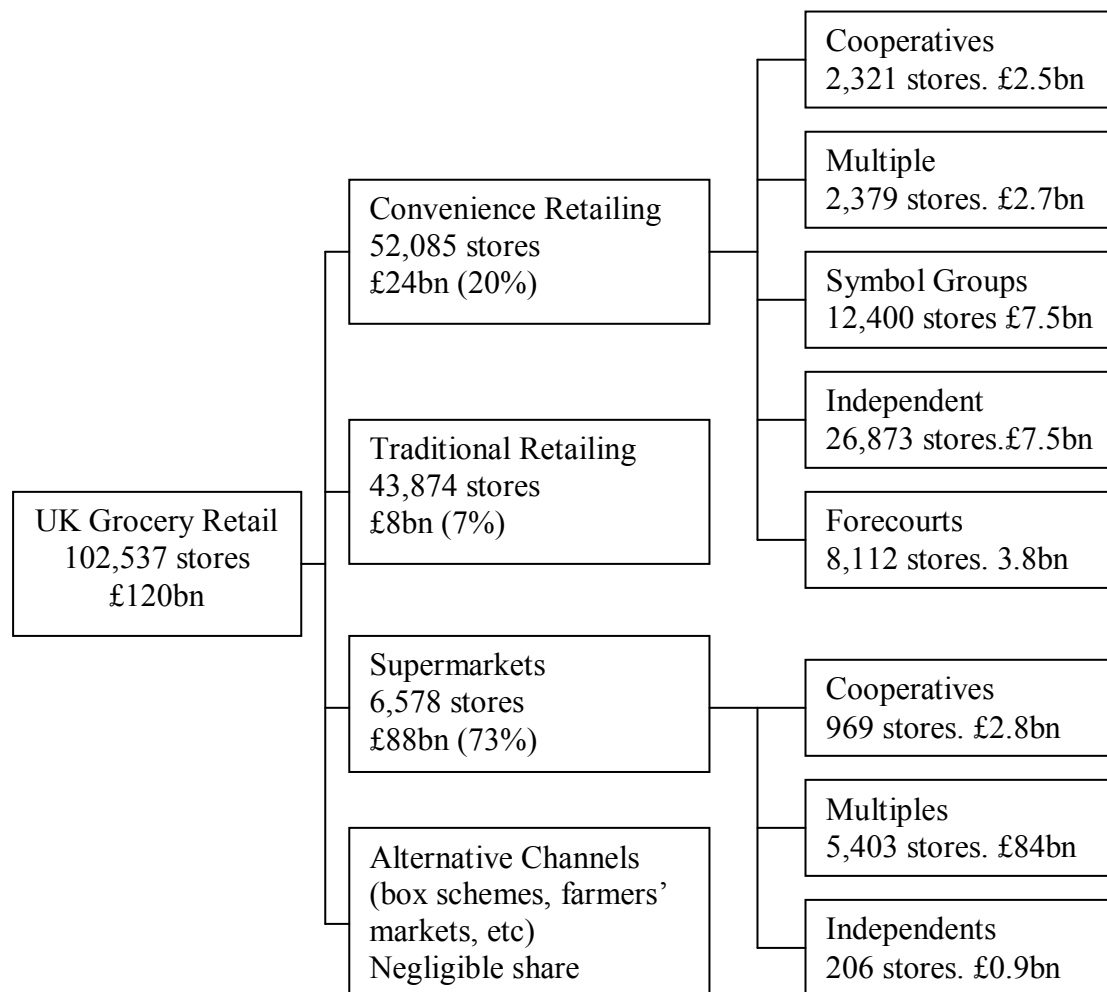 UK Grocery Retail
102,537 stores
£120bn
Convenience Retailing
52,085 stores
£24bn (20%)
Cooperatives
2,321 stores. £2.5bn
Multiple
2,379 stores. £2.7bn
Symbol Groups
12,400 stores £7.5bn
Independent
26,873 stores.£7.5bn
Forecourts
8,112 stores. 3.8bn
Traditional Retailing
43,874 stores
£8bn (7%)
Supermarkets
6,578 stores
£88bn (73%)
Cooperatives
969 stores. £2.8bn
Multiples
5,403 stores. £84bn
Independents
206 stores. £0.9bn
Alternative Channels
(box schemes, farmers’
markets, etc)
Negligible share